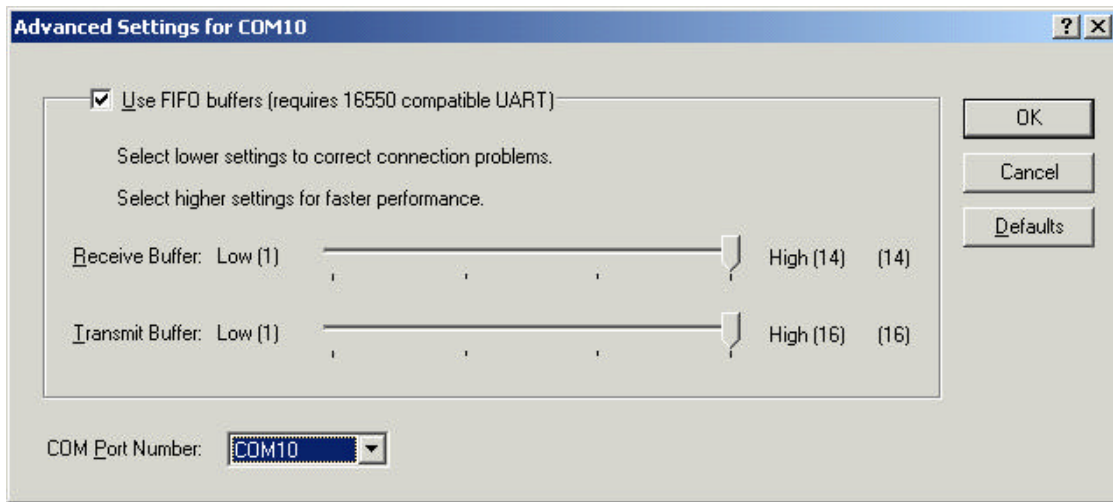 Advanced Settings for COM10
? X
Use FIFO buffers (requires 16550 compatible UART)
OK
Select lower settings to correct connection problems.
Cancel
Select higher settings for faster performance.
Defaults
Receive Buffer: Low (1) High (14) (14)
Transmit Buffer: Low (1) High (16) (16)
COM Port Number: COM10